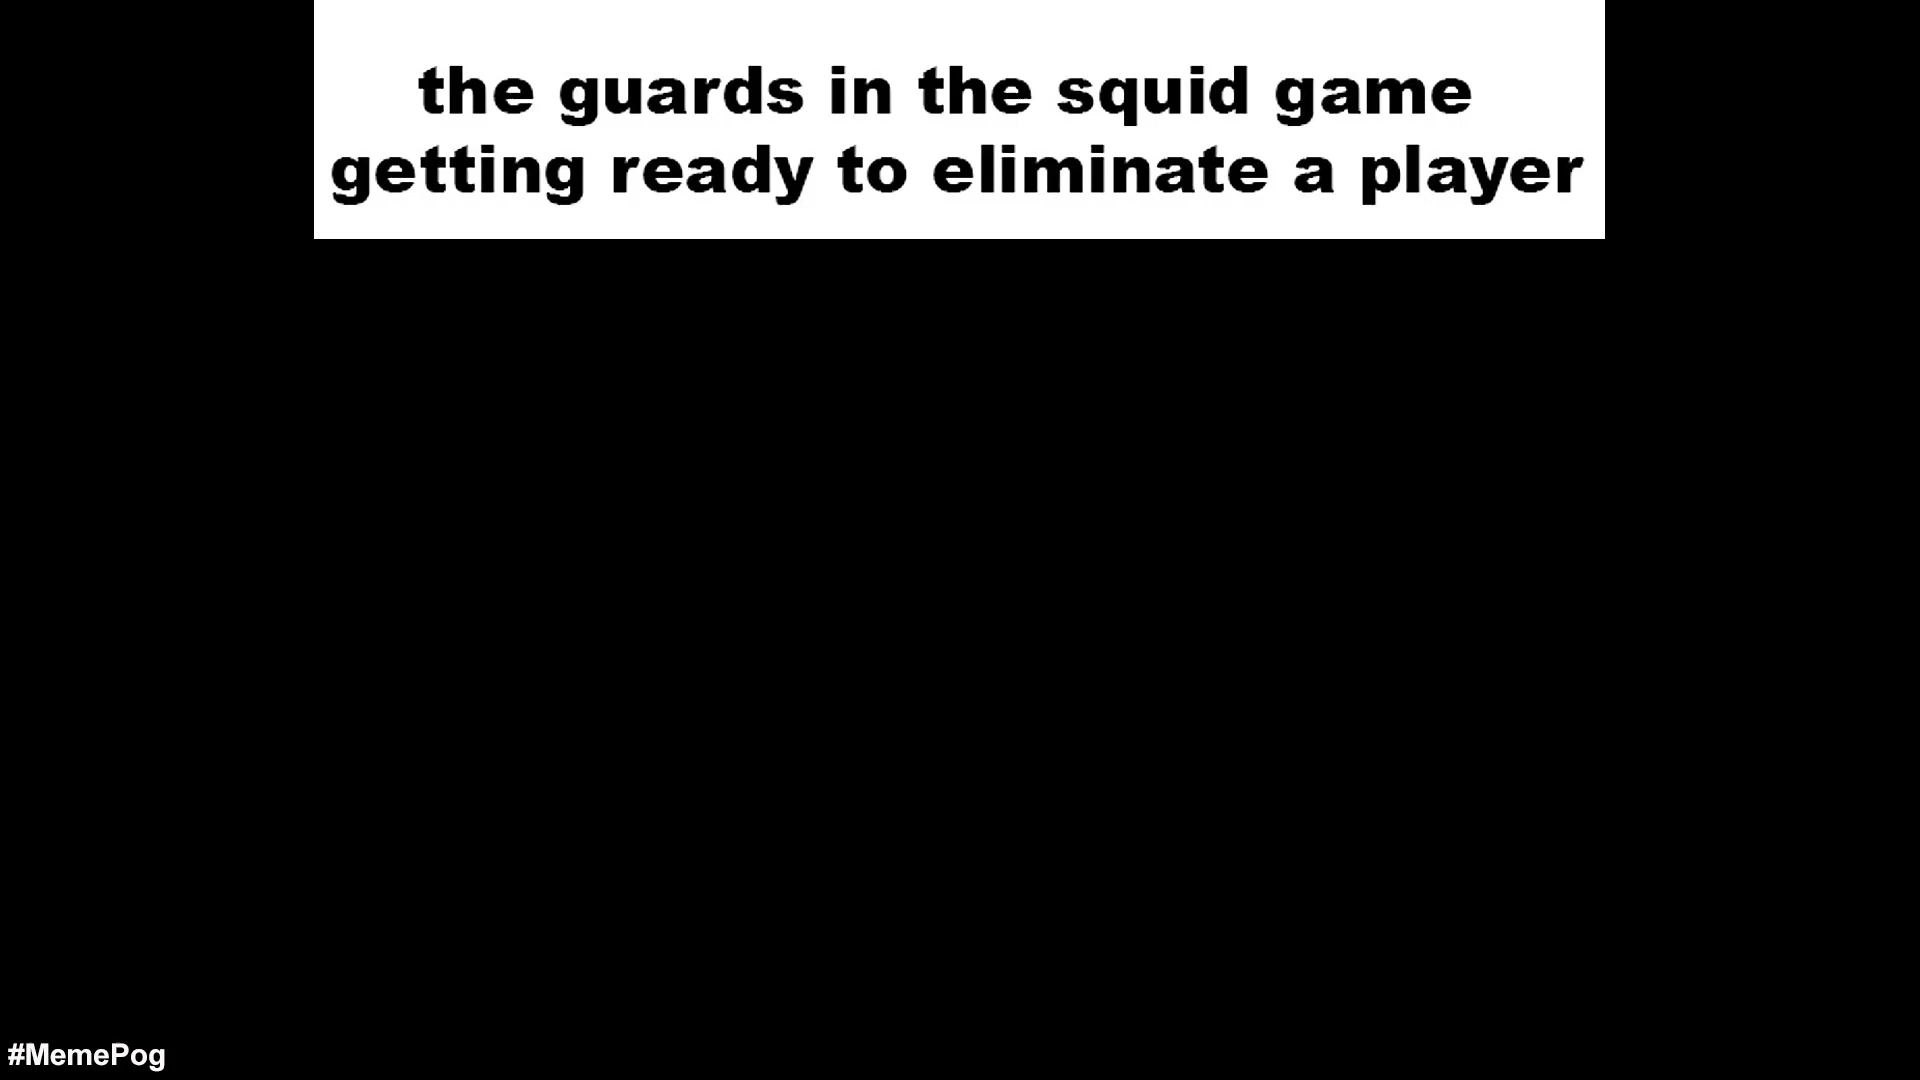 the guards in the squid game
getting ready to eliminate a player
#MemePog